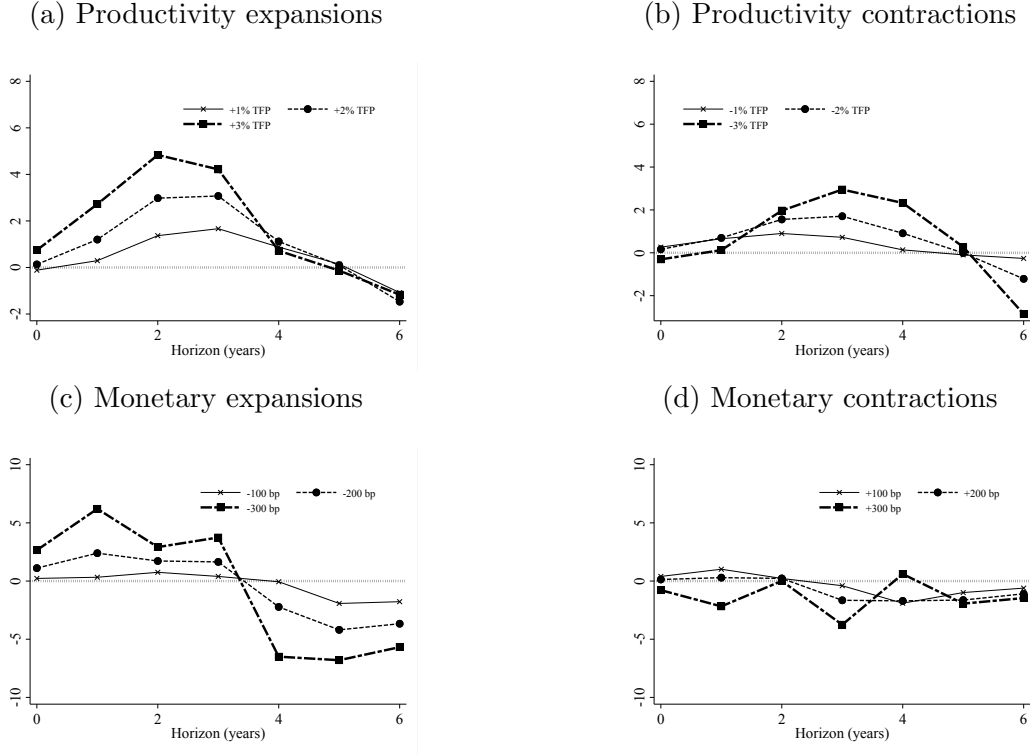 (a) Productivity expansions
8
6
4
2
0
-2
+1% TFP
+2% TFP
+3% TFP
0
2
4
6
Horizon (years)
(b) Productivity contractions
8
6
4
2
0
-2
-1% TFP
-2% TFP
-3% TFP
0
2
4
6
Horizon (years)
(c) Monetary expansions
10
5
0
-5
-10
-100 bp
-200 bp
-300 bp
0
2
4
6
Horizon (years)
(d) Monetary contractions
10
5
0
-5
-10
+100 bp
+200 bp
+300 bp
0
2
4
6
Horizon (years)